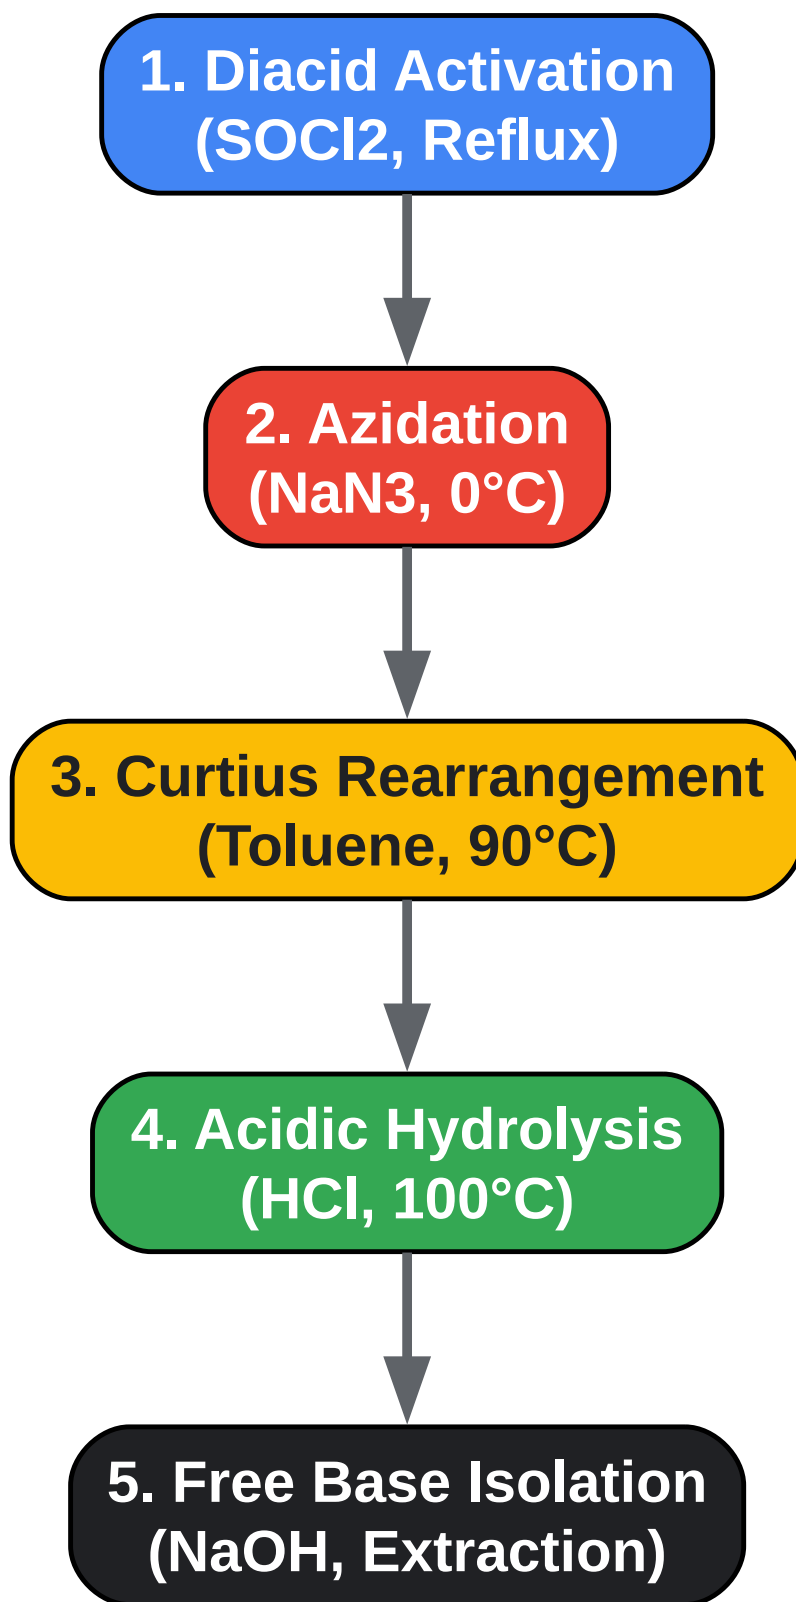 1. Diacid Activation
(SOCl2, Reflux)
2. Azidation
(NaN3, 0°C)
3. Curtius Rearrangement
(Toluene, 90°C)
4. Acidic Hydrolysis
(HCl, 100°C)
5. Free Base Isolation
(NaOH, Extraction)